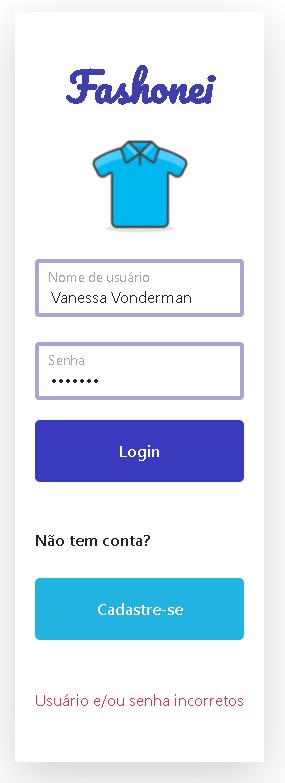 Fashonei
Nome de usuário
Vanessa Vonderman
Senha
•••••••
Login
Não tem conta?
Cadastre-se
Usuário e/ou senha incorretos